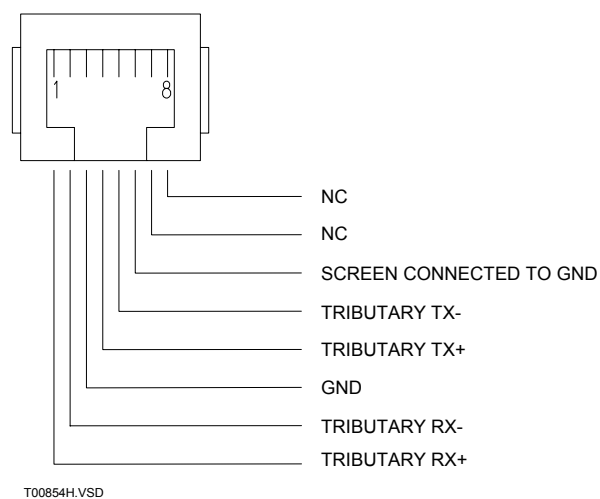 1 8
NC
NC
SCREEN CONNECTED TO GND
TRIBUTARY TX-
TRIBUTARY TX+
GND
TRIBUTARY RX-
TRIBUTARY RX+
T00854H.VSD